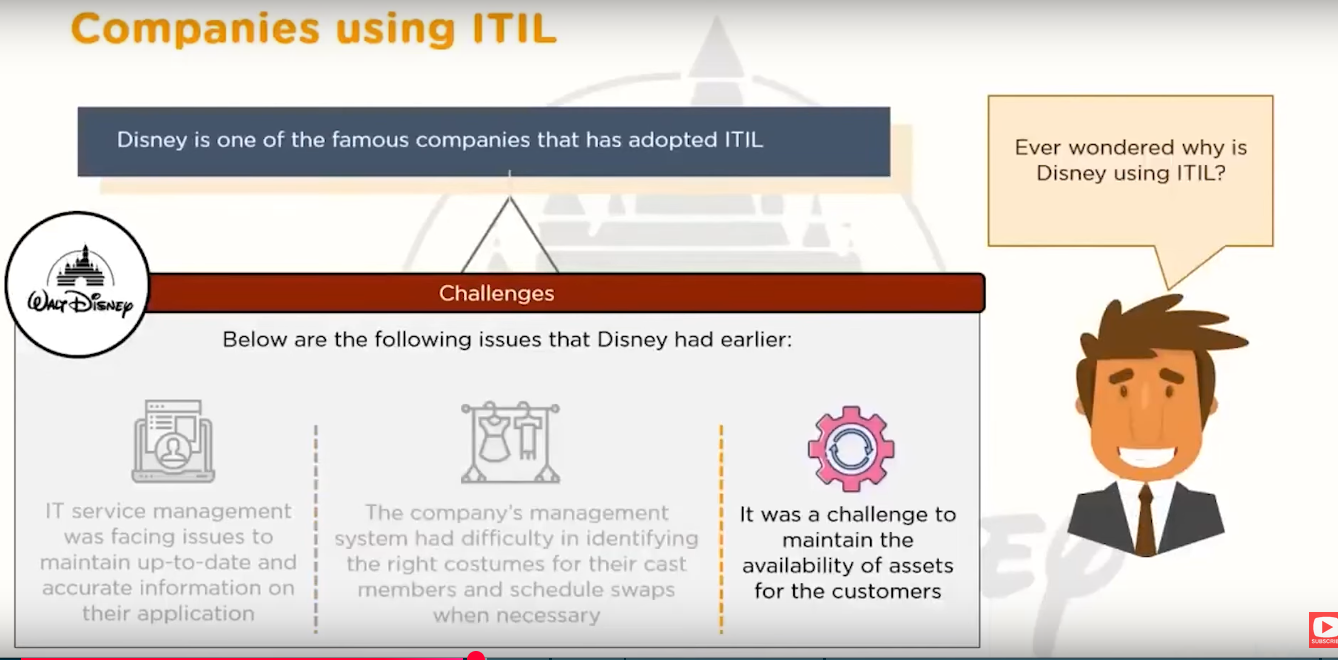 Companies using ITIL
Disney is one of the famous companies that has adopted ITIL
Ever wondered why is
Disney using ITIL?
WALT DISNEY
Challenges
Below are the following issues that Disney had earlier:
IT service management
was facing issues to
maintain up-to-date and
accurate information on
their application
The company's management
system had difficulty in identifying
the right costumes for their cast
members and schedule swaps
when necessary
It was a challenge to
maintain the
availability of assets
for the customers